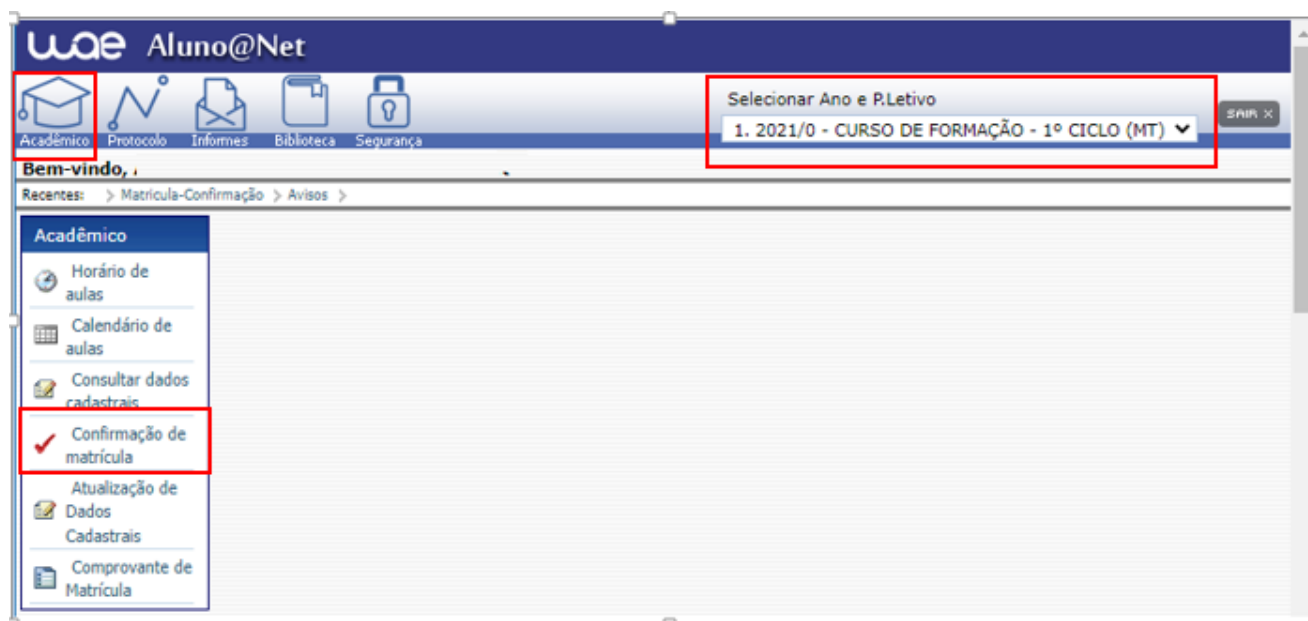 wae Aluno@Net
Selecionar Ano e P.Letivo
1. 2021/0 - CURSO DE FORMAÇÃO - 1º CICLO (MT)
SAIR X
Acadêmico Protocolo Informes Biblioteca Segurança
Bem-vindo,
Recentes: > Matricula-Confirmação > Avisos >
Acadêmico
Horário de
aulas
Calendário de
aulas
Consultar dados
cadastrais
Confirmação de
matrícula
Atualização de
Dados
Cadastrais
Comprovante de
Matrícula